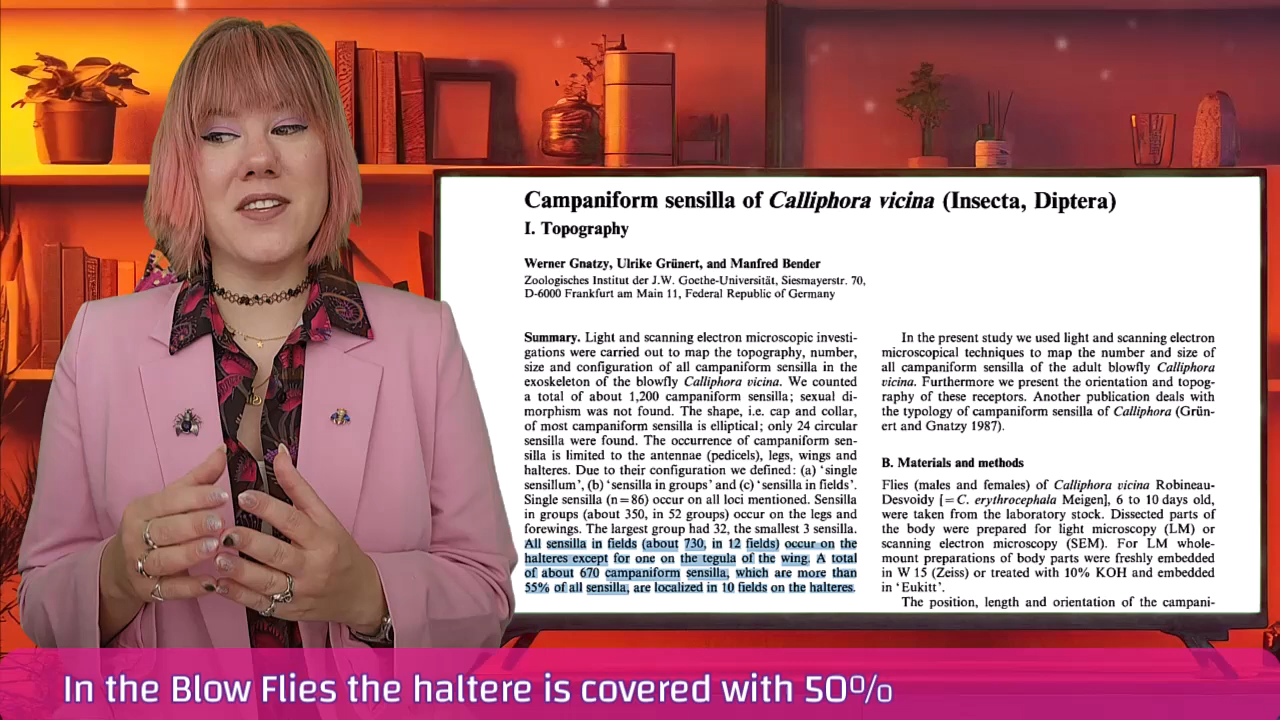 Campaniform sensilla of Calliphora vicina (Insecta, Diptera)
I. Topography
Werner Gnatzy, Ulrike Grünert, and Manfred Bender
Zoologisches Institut der J.W. Goethe-Universität, Siesmayerstr. 70,
D-6000 Frankfurt am Main 11, Federal Republic of Germany
Summary. Light and scanning electron microscopic investi-
gations were carried out to map the topography, number,
size and configuration of all campaniform sensilla in the
exoskeleton of the blowfly Calliphora vicina. We counted
a total of about 1,200 campaniform sensilla; sexual di-
morphism was not found. The shape, i.e. cap and collar,
of most campaniform sensilla is elliptical; only 24 circular
sensilla were found. The occurrence of campaniform sen-
silla is limited to the antennae (pedicels), legs, wings and
halteres. Due to their configuration we defined: (a) ‘single
sensillum’, (b) ‘sensilla in groups’ and (c) ‘sensilla in fields’.
Single sensilla (n=86) occur on all loci mentioned. Sensilla
in groups (about 350, in 52 groups) occur on the legs and
forewings. The largest group had 32, the smallest 3 sensilla.
All sensilla in fields (about 730, in 12 fields) occur on the
halteres except for one on the tegula of the wing. A total
of about 670 campaniform sensilla, which are more than
55% of all sensilla, are localized in 10 fields on the halteres.
In the present study we used light and scanning electron
microscopical techniques to map the number and size of
all campaniform sensilla of the adult blowfly Calliphora
vicina. Furthermore we present the orientation and topog-
raphy of these receptors. Another publication deals with
the typology of campaniform sensilla of Calliphora (Grün-
ert and Gnatzy 1987).
B. Materials and methods
Flies (males and females) of Calliphora vicina Robineau-
Desvoidy [=C. erythrocephala Meigen], 6 to 10 days old,
were taken from the laboratory stock. Dissected parts of
the body were prepared for light microscopy (LM) or
scanning electron microscopy (SEM). For LM whole-
mount preparations of body parts were freshly embedded
in W 15 (Zeiss) or treated with 10% KOH and embedded
in ‘Eukitt’.
The position, length and orientation of the campani-
In the Blow Flies the haltere is covered with 50%